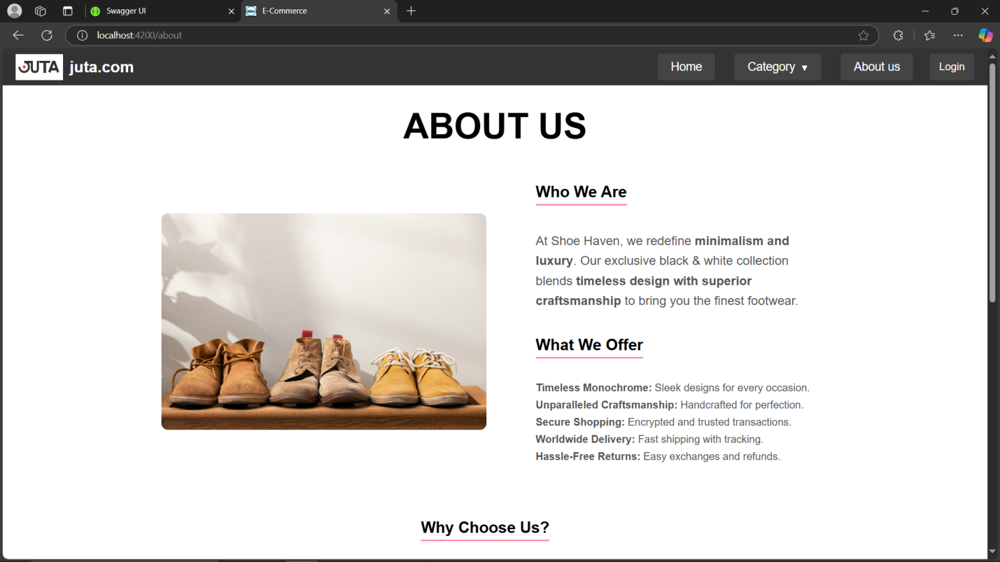 Swagger UI
E-Commerce
localhost:4200/about
JUTA juta.com
Home
Category ▼
About us
Login
ABOUT US
Who We Are
At Shoe Haven, we redefine minimalism and
luxury. Our exclusive black & white collection
blends timeless design with superior
craftsmanship to bring you the finest footwear.
What We Offer
Timeless Monochrome: Sleek designs for every occasion.
Unparalleled Craftsmanship: Handcrafted for perfection.
Secure Shopping: Encrypted and trusted transactions.
Worldwide Delivery: Fast shipping with tracking.
Hassle-Free Returns: Easy exchanges and refunds.
Why Choose Us?